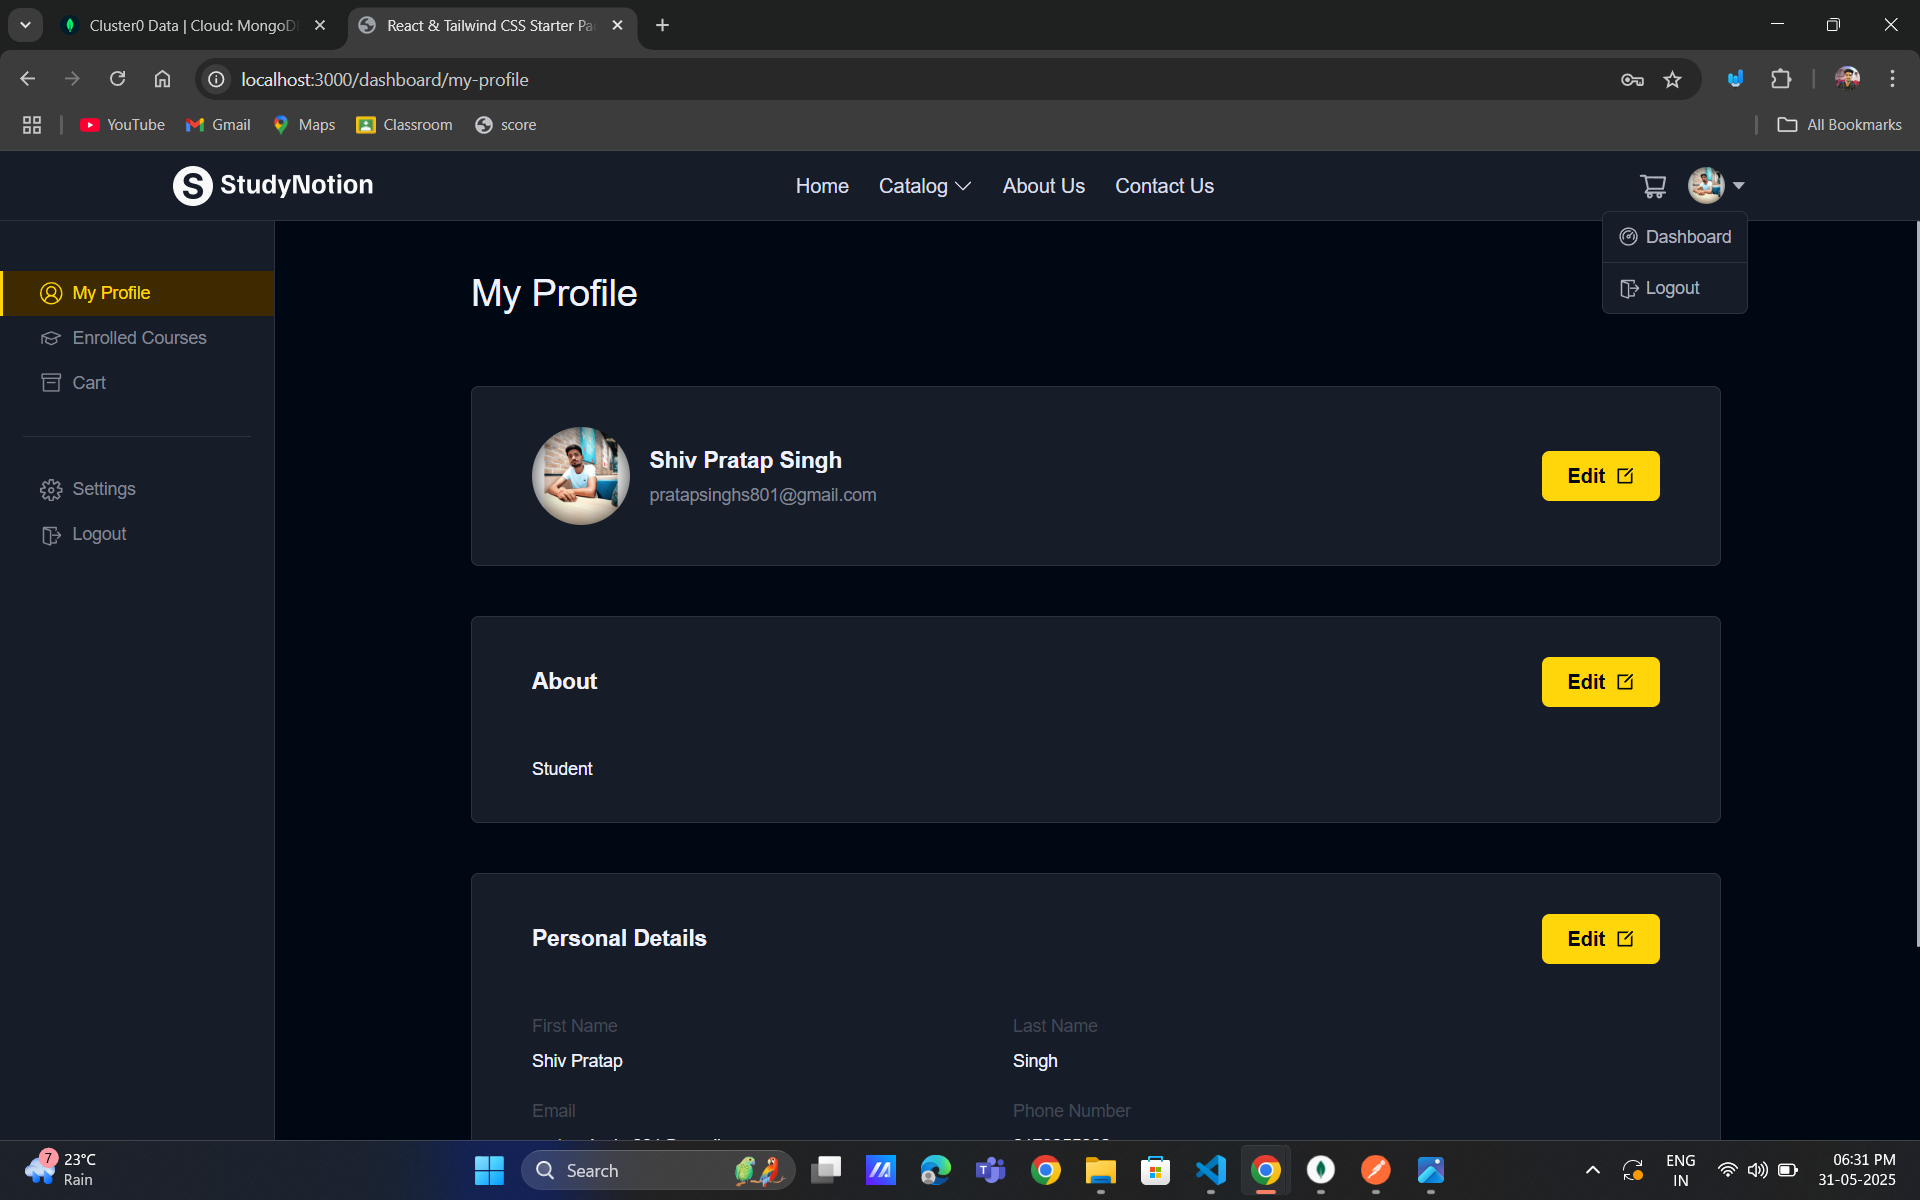 Cluster0 Data | Cloud: MongoD
React & Tailwind CSS Starter Pa
localhost:3000/dashboard/my-profile
YouTube
Gmail
Maps
Classroom
score
All Bookmarks
S StudyNotion
Home
Catalog
About Us
Contact Us
Dashboard
Logout
My Profile
Enrolled Courses
Cart
Settings
Logout
My Profile
Shiv Pratap Singh
pratapsinghs801@gmail.com
Edit
About
Edit
Student
Personal Details
Edit
First Name
Last Name
Shiv Pratap
Singh
Email
Phone Number
7
23°C
Rain
Search
ENG
IN
06:31 PM
31-05-2025